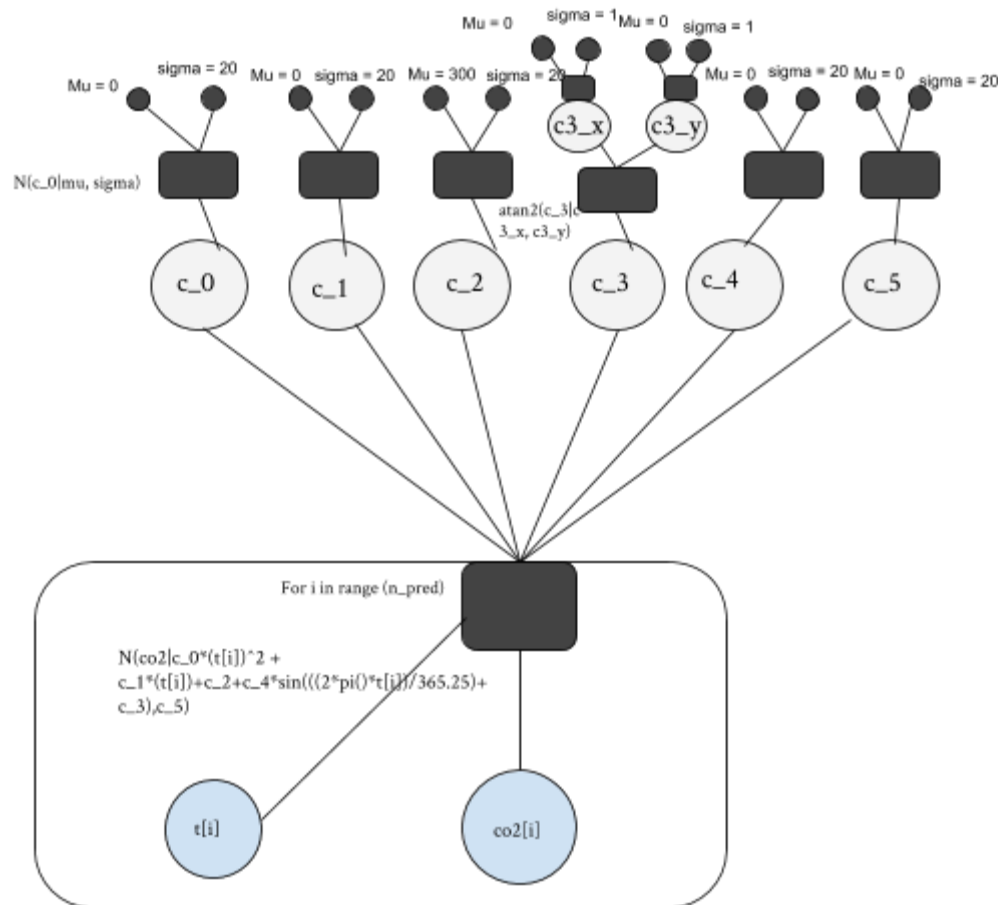 Mu = 0
sigma = 1
Mu = 0
sigma = 1
Mu = 0
sigma = 20
Mu = 0
sigma = 20
Mu = 300
sigma = 20
Mu = 0
sigma = 20
Mu = 0
sigma = 20
c3_x
c3_y
N(c_0|mu, sigma)
atan2(c_3|c
3_x, c3_y)
c_0
c_1
c_2
c_3
c_4
c_5
For i in range (n_pred)
N(co2|c_0*(t[i])^2 +
c_1*(t[i])+c_2+c_4*sin(((2*pi()*t[i])/365.25)+
c_3),c_5)
t[i]
co2[i]